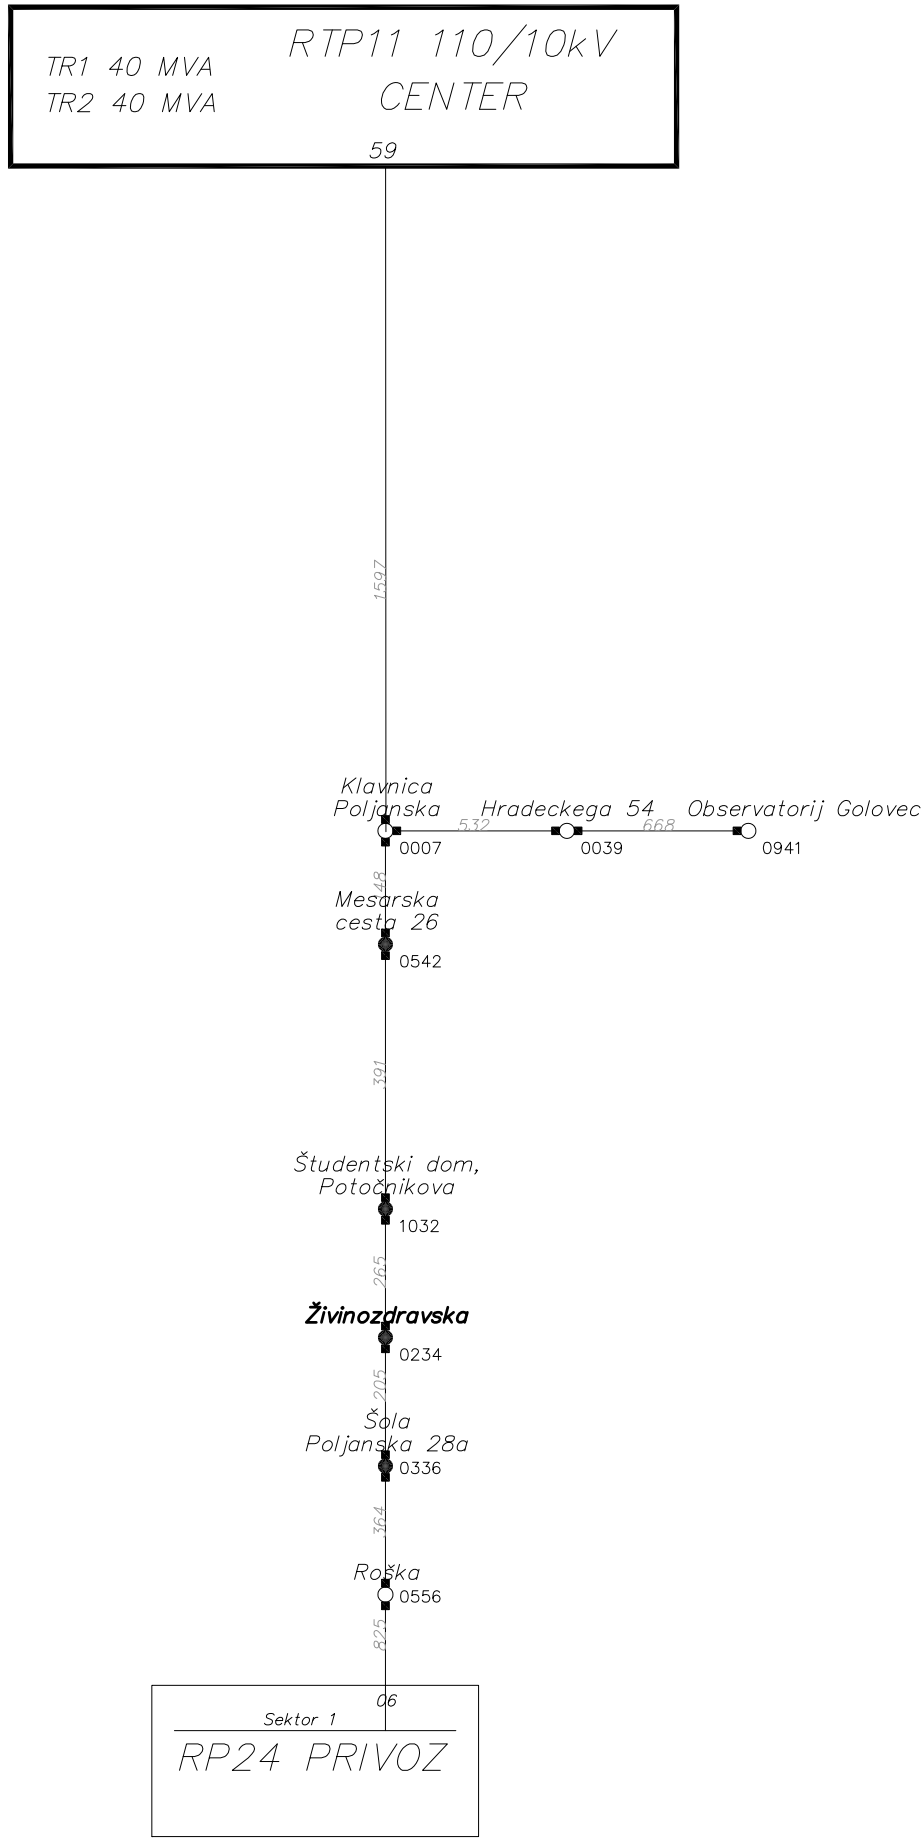 RTP11 110/10kV
CENTER
TR1 40 MVA
TR2 40 MVA
59
1597
Klavnica
Poljanska
0007
532
Hradeckega 54
0039
668
Observatorij Golovec
0941
Mesarska
cesta 26
0542
391
Študentski dom,
Potočnikova
1032
265
Živinozdravska
0234
205
Šola
Poljanska 28a
0336
364
Roška
0556
825
06
Sektor 1
RP24 PRIVOZ